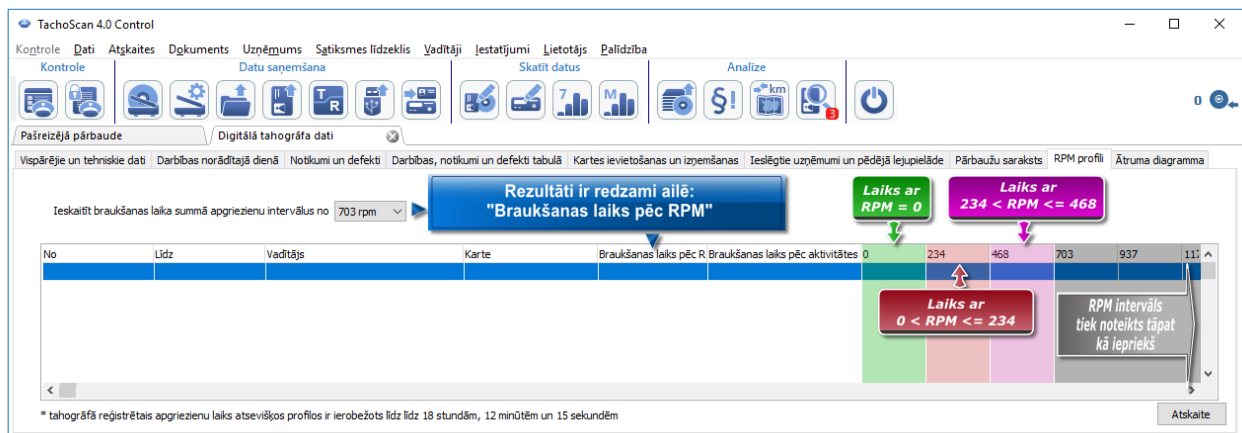 TachoScan 4.0 Control
Kontrole Dati Atskaites Dokuments Uzņēmums Satiksmes līdzeklis Vadītāji Iestatījumi Lietotājs Palīdzība
Kontrole Datu saņemšana Skatīt datus Analīze
T R 7 M §! km 3 0
Pašreizējā pārbaude Digitālā tahogrāfa dati
Vispārējie un tehniskie dati Darbības norādītajā dienā Notikumi un defekti Darbības, notikumi un defekti tabulā Kartes ievietošanas un izņemšanas Ieslēgtie uzņēmumi un pēdējā lejupielāde Pārbaužu saraksts RPM profili Ātruma diagramma
Ieskaitīt braukšanas laika summā apgriezienu intervālus no 703 rpm
Rezultāti ir redzami ailē:
"Braukšanas laiks pēc RPM"
Laiks ar
RPM = 0
Laiks ar
234 < RPM <= 468
No Līdz Vadītājs Karte Braukšanas laiks pēc R Braukšanas laiks pēc aktivitātes 0 234 468 703 937 117
Laiks ar
0 < RPM <= 234
RPM intervāls
tiek noteikts tāpat
kā iepriekš
* tahogrāfā reģistrētais apgriezienu laiks atsevišķos profilos ir ierobežots līdz līdz 18 stundām, 12 minūtēm un 15 sekundēm
Atskaite